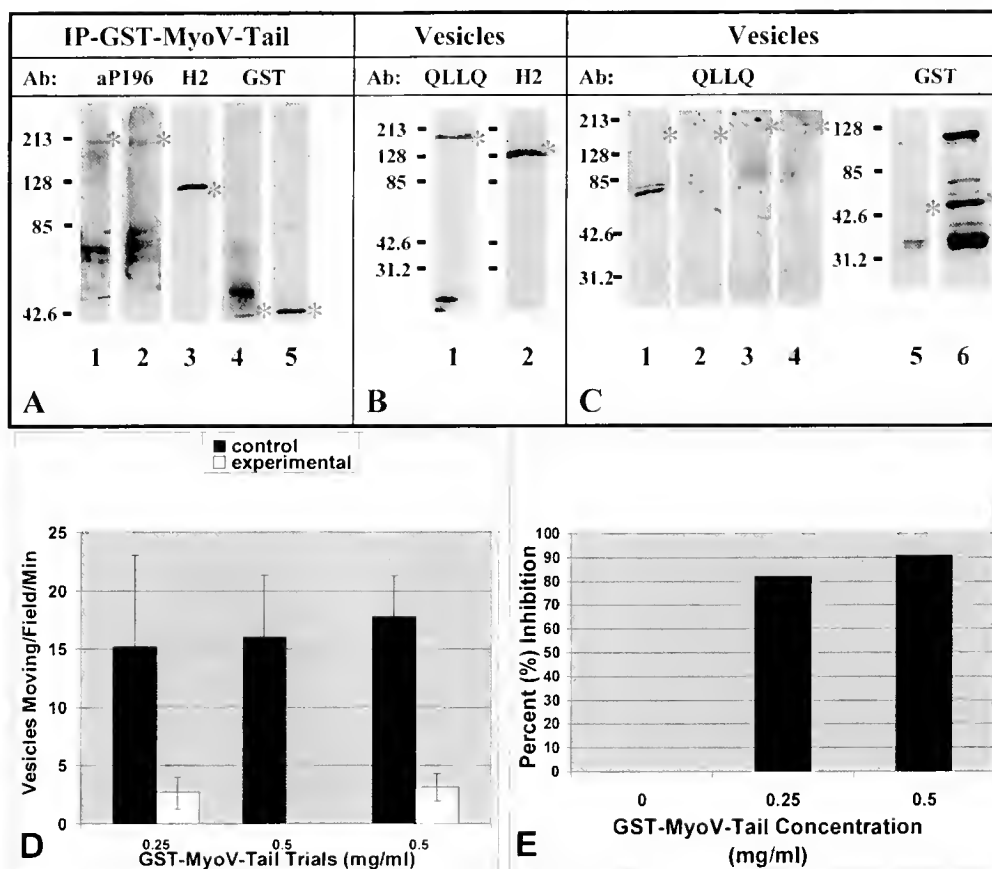 IP-GST-MyoV-Tail
Ab: aP196 H2 GST
213
128
85
42.6
1 2 3 4 5
A
Vesicles
Ab: QLLQ H2
213
128
85
42.6
31.2
1 2
B
Vesicles
Ab: QLLQ GST
213
128
85
42.6
31.2
128
85
42.6
31.2
1 2 3 4 5 6
C
control
experimental
Vesicles Moving/Field/Min
25
20
15
10
5
0
0.25 0.5 0.5
GST-MyoV-Tail Trials (mg/ml)
D
Percent (%) Inhibition
100
90
80
70
60
50
40
30
20
10
0
0 0.25 0.5
GST-MyoV-Tail Concentration
(mg/ml)
E